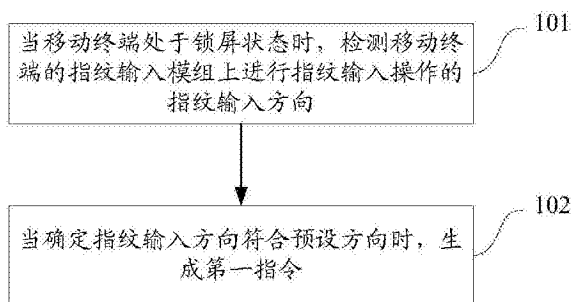 当移动终端处于锁屏状态时，检测移动终
端的指纹输入模组上进行指纹输入操作的
指纹输入方向
101
当确定指纹输入方向符合预设方向时，生
成第一指令
102